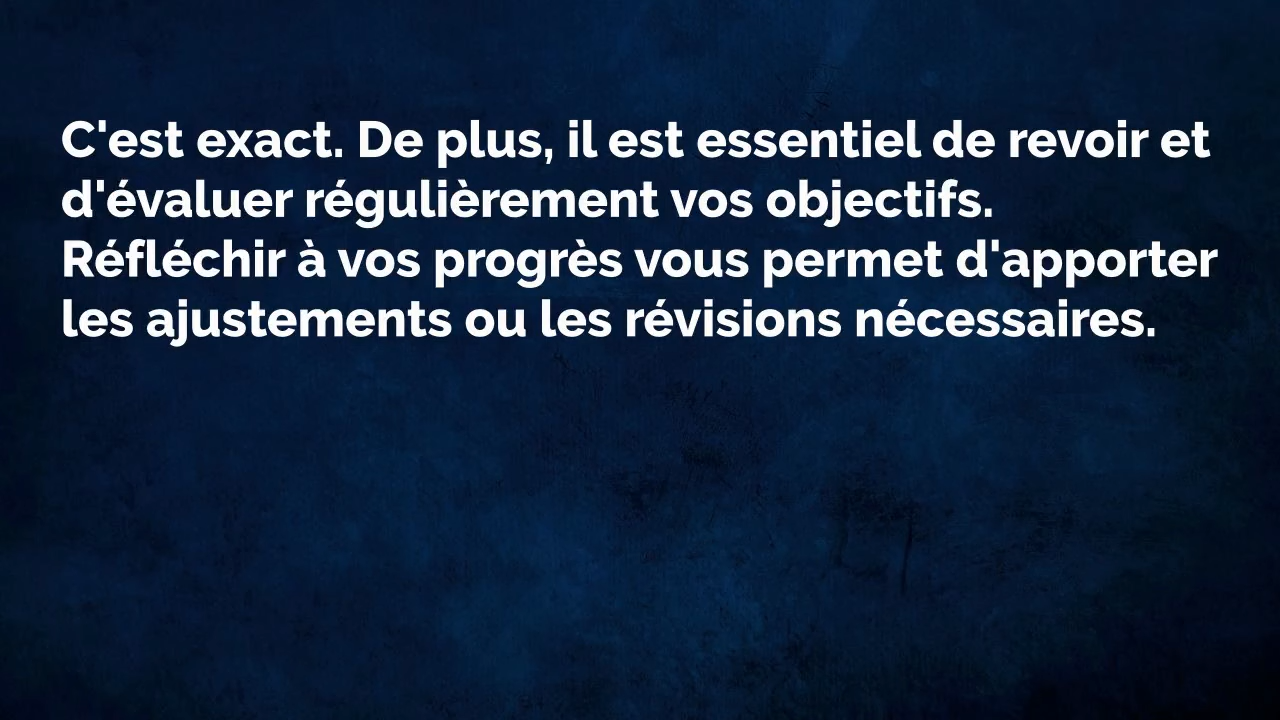 C'est exact. De plus, il est essentiel de revoir et
d'évaluer régulièrement vos objectifs.
Réfléchir à vos progrès vous permet d'apporter
les ajustements ou les révisions nécessaires.